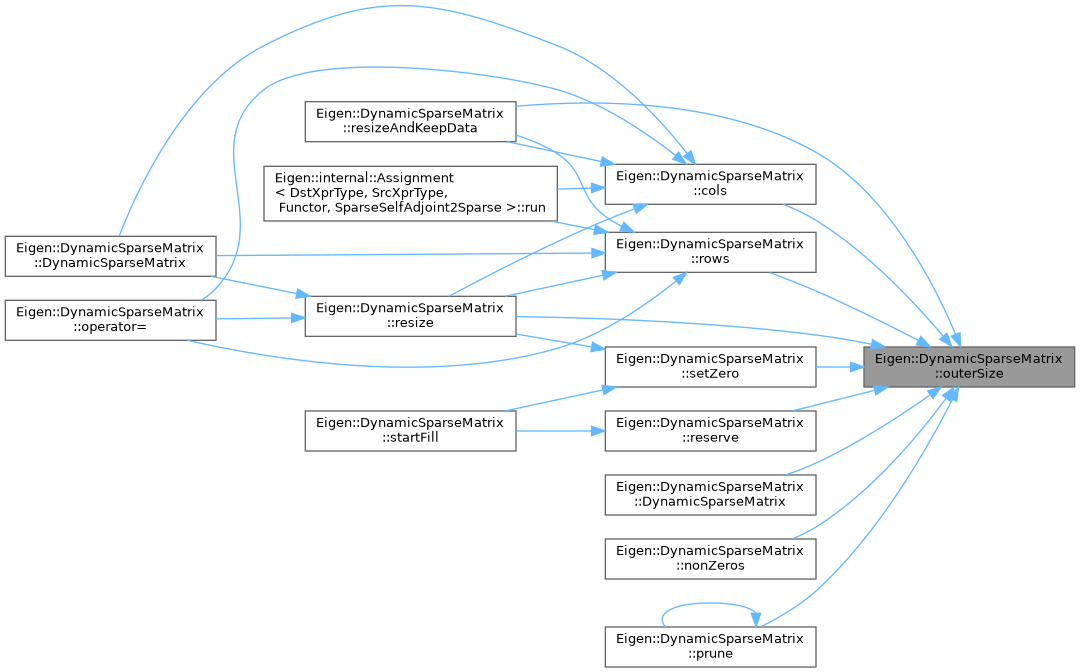 Eigen::DynamicSparseMatrix
::resizeAndKeepData
Eigen::internal::Assignment
< DstXprType, SrcXprType,
Functor, SparseSelfAdjoint2Sparse >::run
Eigen::DynamicSparseMatrix
::cols
Eigen::DynamicSparseMatrix
::rows
Eigen::DynamicSparseMatrix
::DynamicSparseMatrix
Eigen::DynamicSparseMatrix
::operator=
Eigen::DynamicSparseMatrix
::resize
Eigen::DynamicSparseMatrix
::setZero
Eigen::DynamicSparseMatrix
::outerSize
Eigen::DynamicSparseMatrix
::startFill
Eigen::DynamicSparseMatrix
::reserve
Eigen::DynamicSparseMatrix
::DynamicSparseMatrix
Eigen::DynamicSparseMatrix
::nonZeros
Eigen::DynamicSparseMatrix
::prune